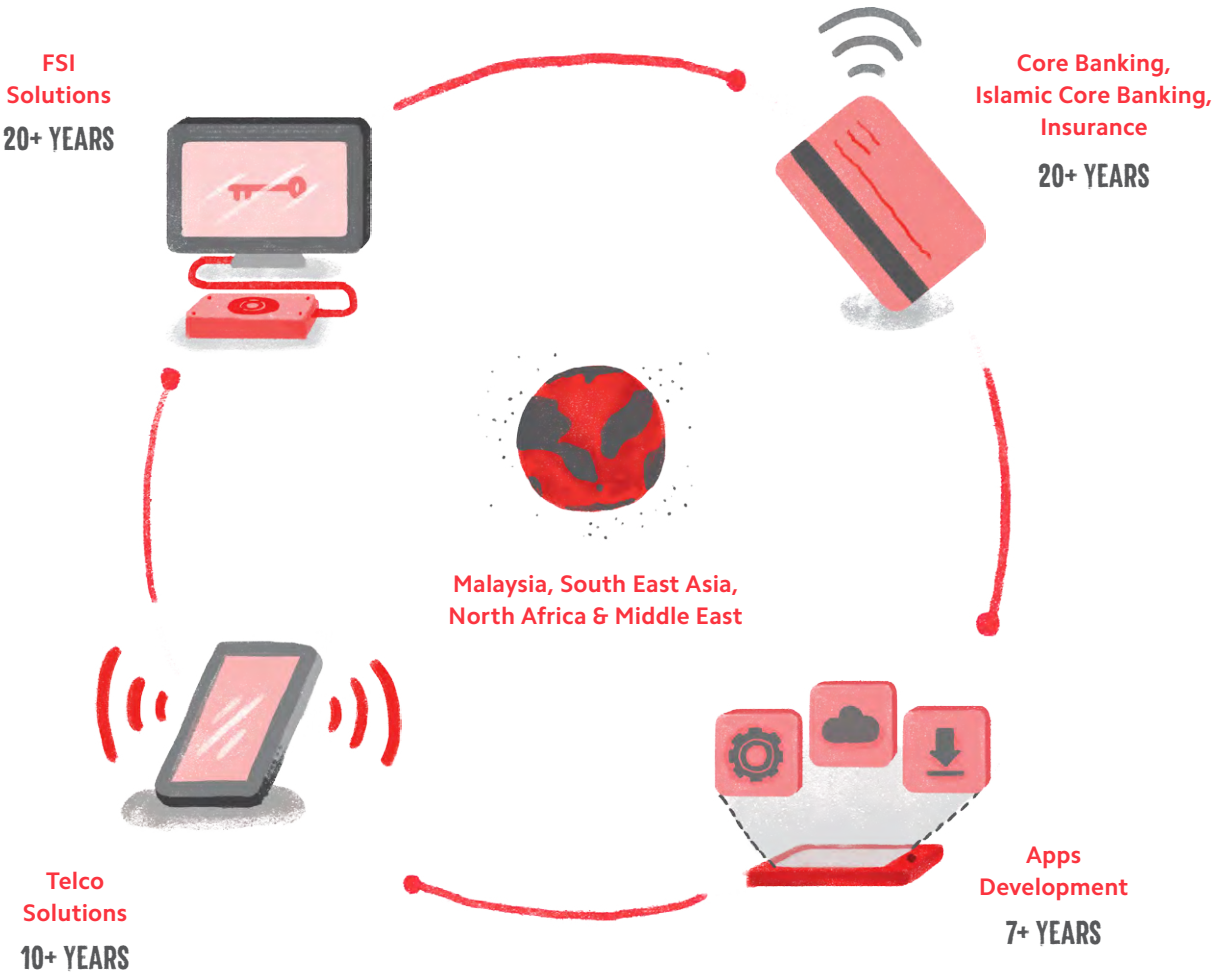 FSI
Solutions
20+ YEARS
Core Banking,
Islamic Core Banking,
Insurance
20+ YEARS
Malaysia, South East Asia,
North Africa & Middle East
Telco
Solutions
10+ YEARS
Apps
Development
7+ YEARS